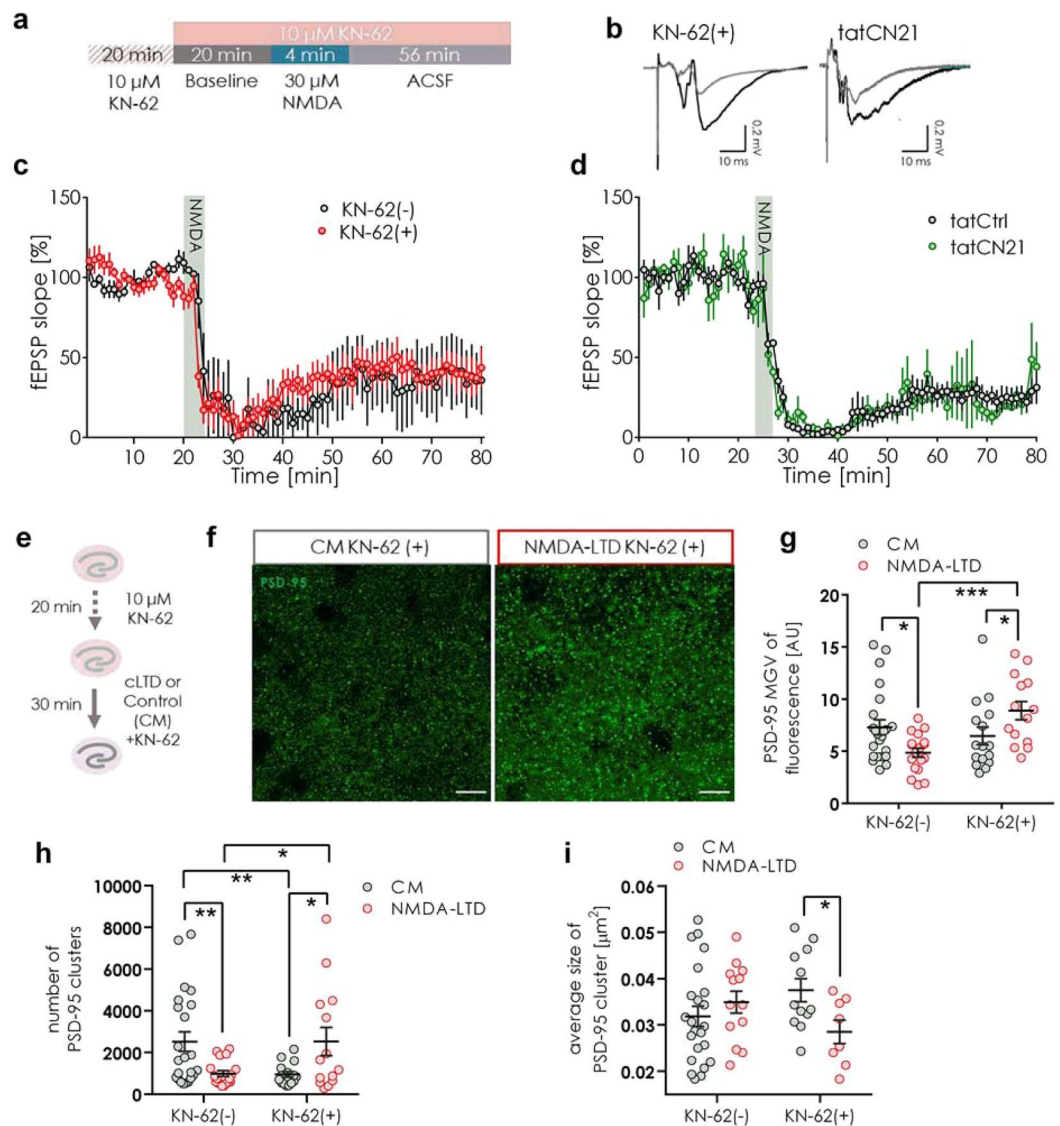 a
10 μM KN-62
20 min
20 min
4 min
56 min
10 μM
KN-62
Baseline
30 μM
NMDA
ACSF
b
KN-62(+)
tatCN21
0.2 mV
10 ms
0.2 mV
10 ms
c
150
100
50
0
fEPSP slope [%]
NMDA
KN-62(-)
KN-62(+)
0 10 20 30 40 50 60 70 80
Time [min]
d
150
100
50
0
fEPSP slope [%]
NMDA
tatCtrl
tatCN21
0 10 20 30 40 50 60 70 80
Time [min]
e
20 min
10 μM
KN-62
30 min
cLTD or
Control
(CM)
+KN-62
f
CM KN-62 (+)
NMDA-LTD KN-62 (+)
PSD-95
g
CM
NMDA-LTD
20
15
10
5
0
PSD-95 MGV of
fluorescence [AU]
*
***
*
KN-62(-)
KN-62(+)
h
10000
8000
6000
4000
2000
0
number of
PSD-95 clusters
**
**
*
*
CM
NMDA-LTD
KN-62(-)
KN-62(+)
i
CM
NMDA-LTD
0.06
0.05
0.04
0.03
0.02
average size of
PSD-95 cluster [μm²]
*
KN-62(-)
KN-62(+)